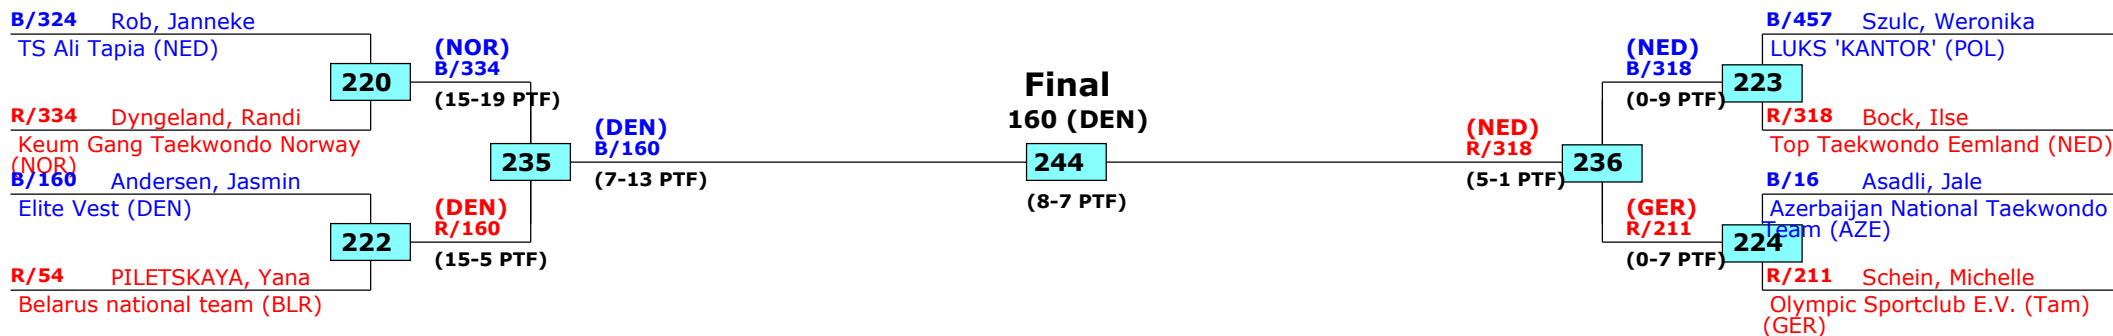 B/324 Rob, Janneke
TS Ali Tapia (NED)
220
(NOR)
B/334
(15-19 PTF)
R/334 Dyngeland, Randi
Keum Gang Taekwondo Norway
(NOR)
235
(DEN)
B/160
(7-13 PTF)
B/160 Andersen, Jasmin
Elite Vest (DEN)
222
(DEN)
R/160
(15-5 PTF)
R/54 PILETSKAYA, Yana
Belarus national team (BLR)
Final
160 (DEN)
244
(8-7 PTF)
(NED)
R/318
(5-1 PTF)
236
(NED)
B/318
(0-9 PTF)
223
B/457 Szulc, Weronika
LUKS 'KANTOR' (POL)
R/318 Bock, Ilse
Top Taekwondo Eemland (NED)
(GER)
R/211
(0-7 PTF)
224
B/16 Asadli, Jale
Azerbaijan National Taekwondo
Team (AZE)
R/211 Schein, Michelle
Olympic Sportclub E.V. (Tam)
(GER)